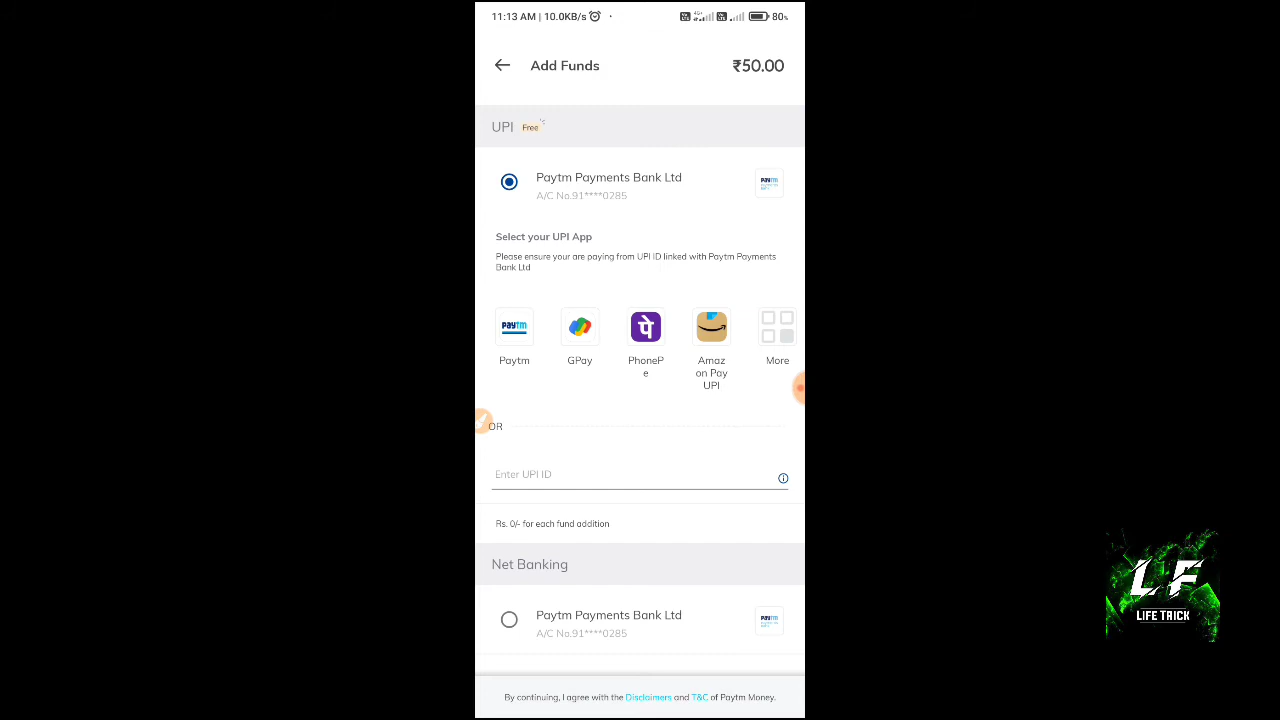 11:13 AM | 10.0KB/s
4G+
80%
Add Funds
₹50.00
UPI Free
Paytm Payments Bank Ltd
A/C No.91****0285
Select your UPI App
Please ensure your are paying from UPI ID linked with Paytm Payments
Bank Ltd
paytm
पे
Paytm
GPay
PhoneP
e
Amaz
on Pay
UPI
More
OR
Enter UPI ID
Rs. 0/- for each fund addition
Net Banking
Paytm Payments Bank Ltd
A/C No.91****0285
By continuing, I agree with the Disclaimers and T&C of Paytm Money.
LF
LIFE TRICK